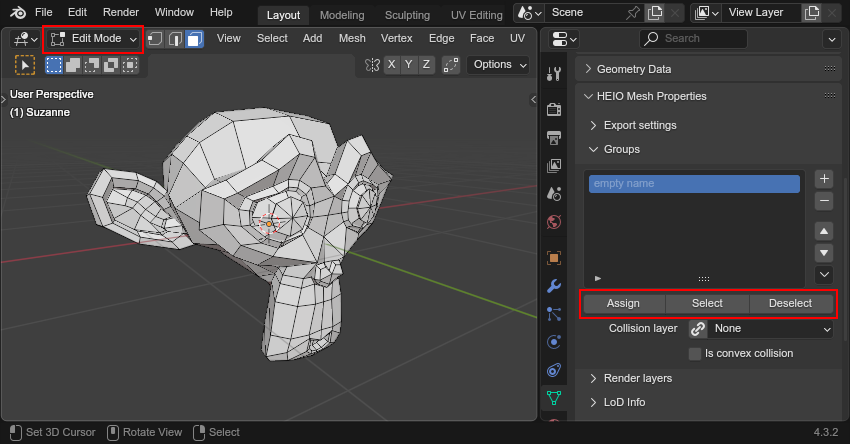 File Edit Render Window Help Layout Modeling Sculpting UV Editing Scene View Layer
Edit Mode View Select Add Mesh Vertex Edge Face UV Search
X Y Z Options
User Perspective
(1) Suzanne
Geometry Data
HEIO Mesh Properties
Export settings
Groups
empty name
Assign Select Deselect
Collision layer None
Is convex collision
Render layers
LoD Info
Set 3D Cursor Rotate View Select 4.3.2